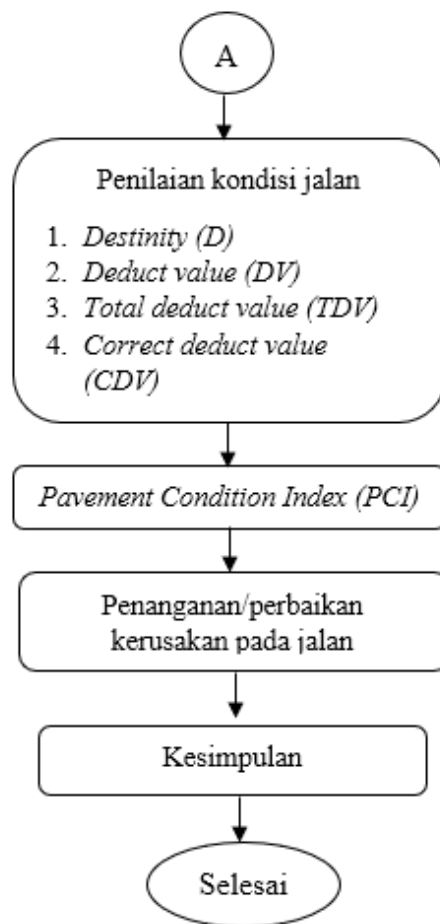 A
Penilaian kondisi jalan
1. Destinity (D)
2. Deduct value (DV)
3. Total deduct value (TDV)
4. Correct deduct value
(CDV)
Pavement Condition Index (PCI)
Penanganan/perbaikan
kerusakan pada jalan
Kesimpulan
Selesai